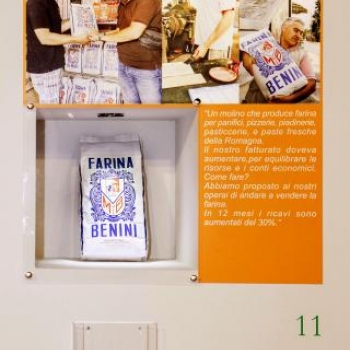 FARINA
BENINI
FARINA
BENINI
"Un molino che produce farina
per panifici, pizzerie, piadinerie,
pasticcerie, e paste fresche
della Romagna.
Il nostro fatturato doveva
aumentare,per equilibrare le
risorse e i conti economici.
Come fare?
Abbiamo proposto ai nostri
operai di andare a vendere la
farina.
In 12 mesi i ricavi sono
aumentati del 30%."
11